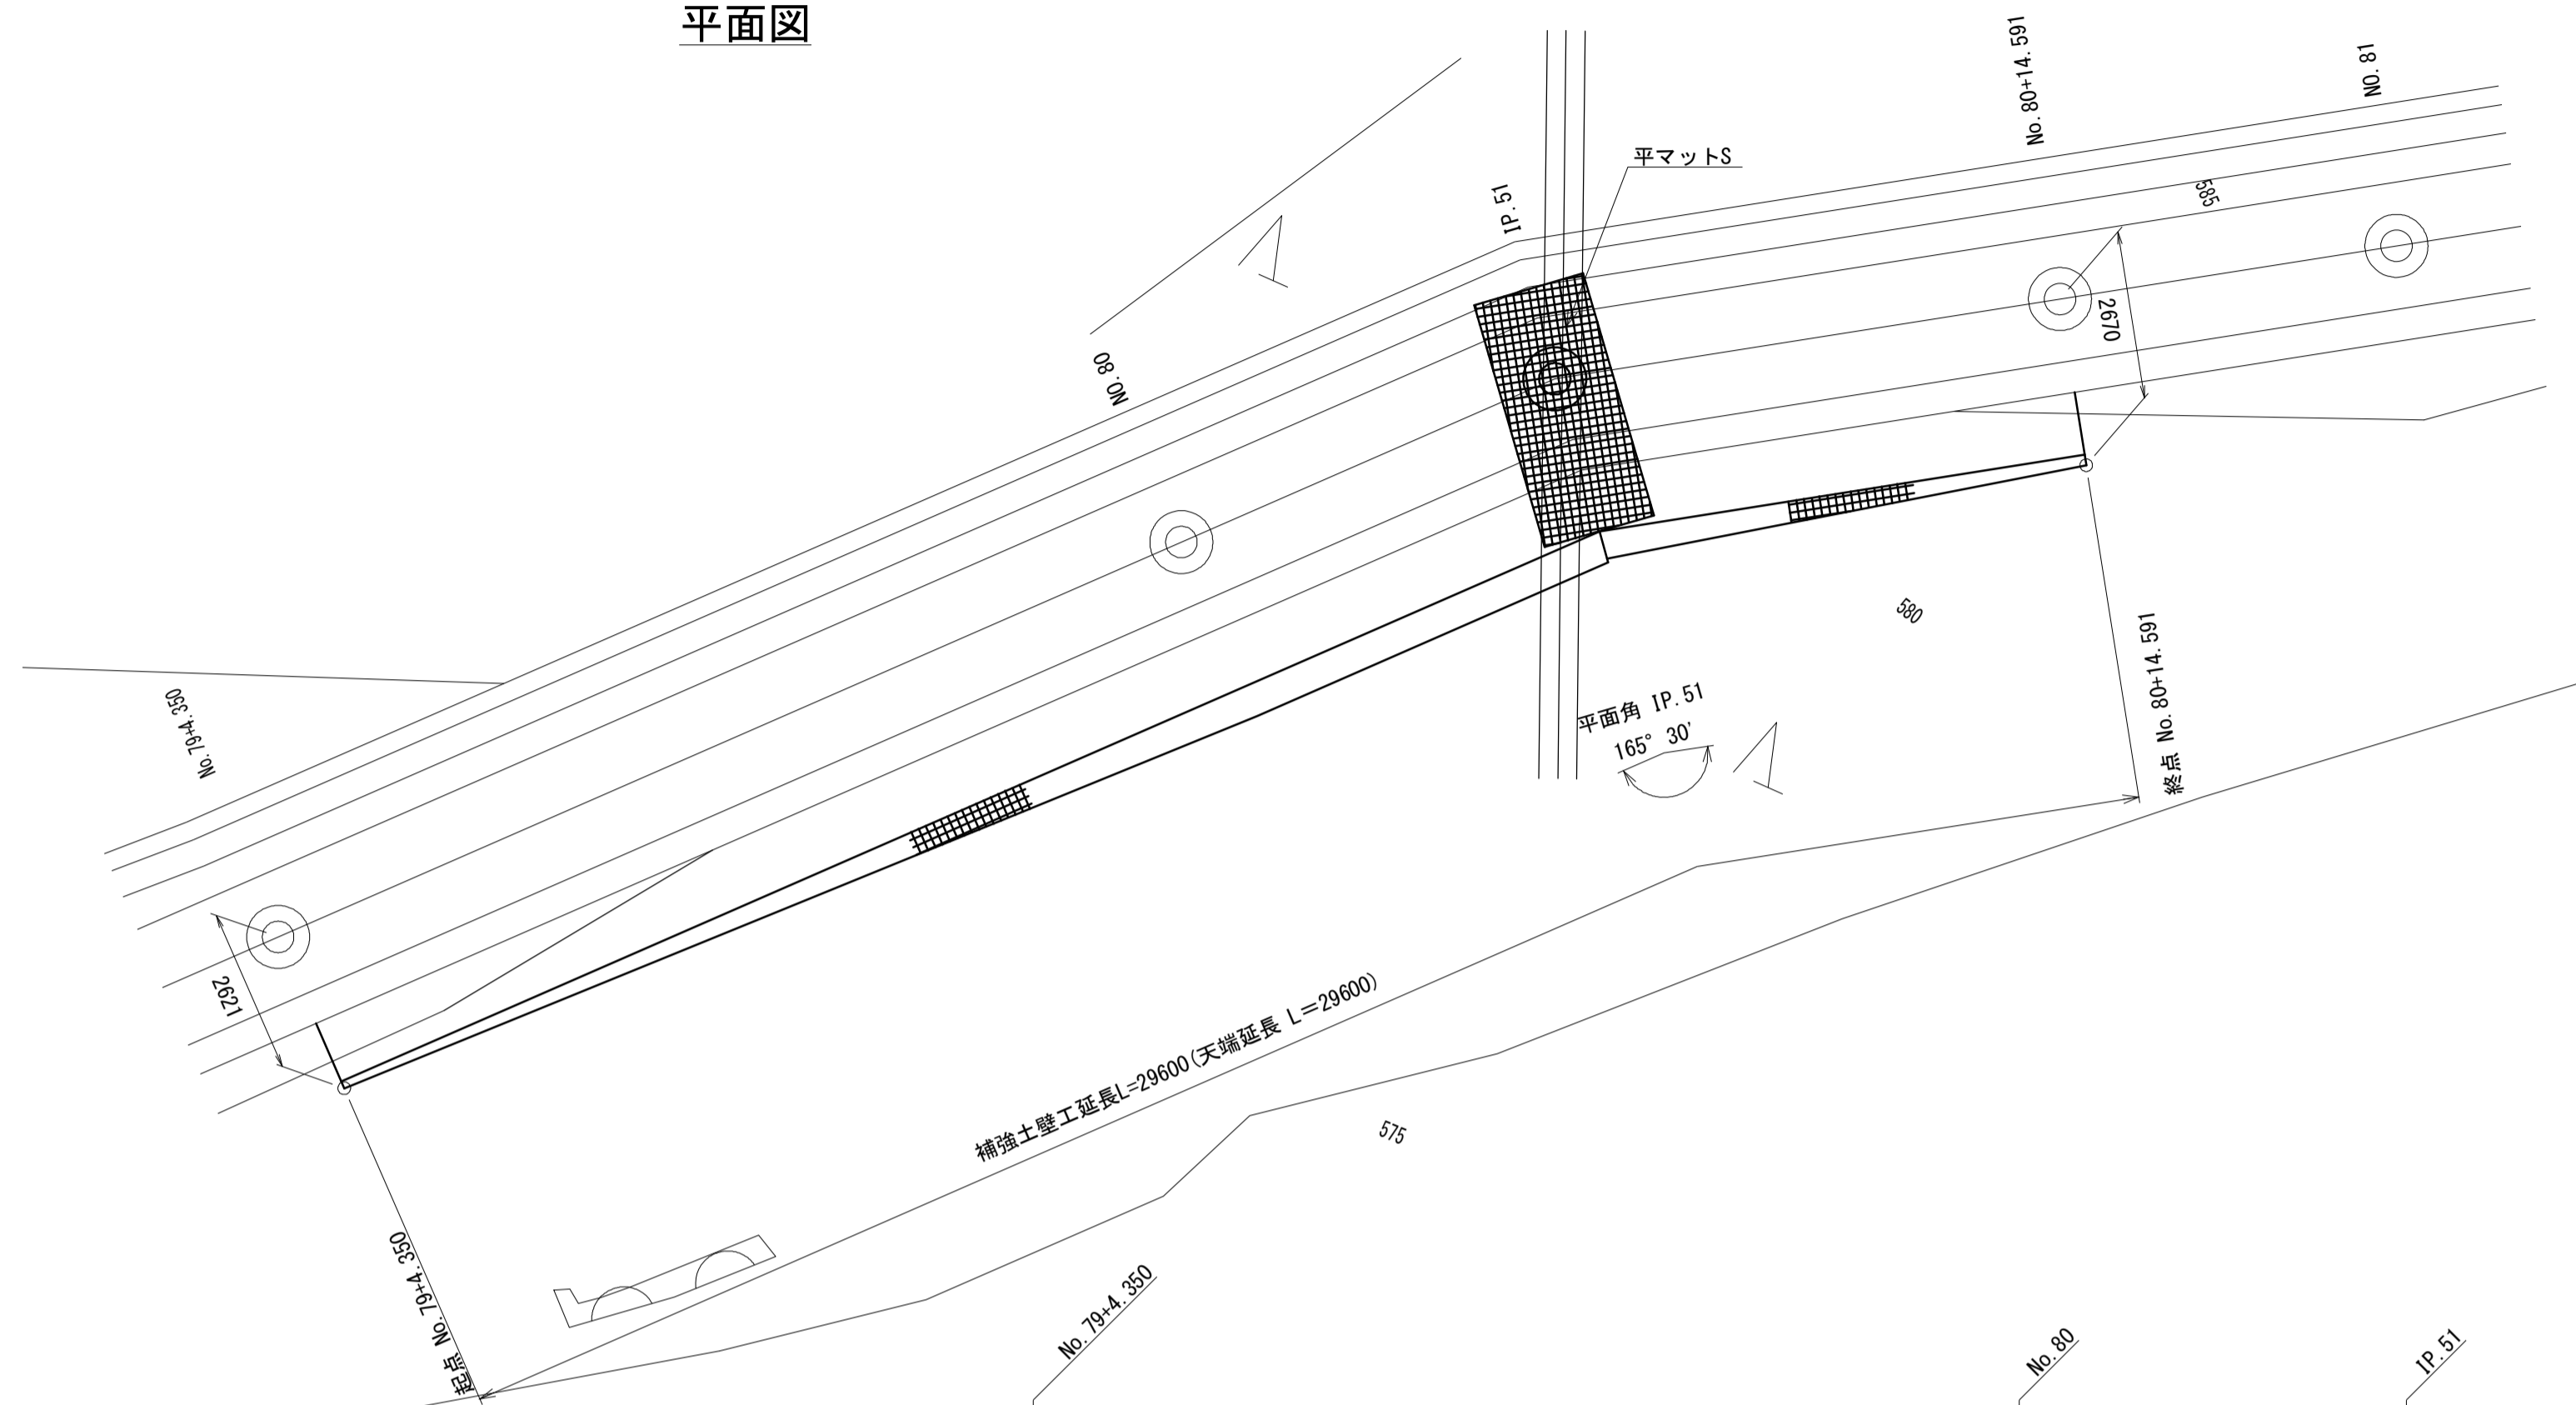 平面図
No.80+14.591
NO.81
平マットS
IP.51
585
2670
NO.80
No.79+4.350
580
平面角 IP.51
165° 30′
終点 No.80+14.591
2621
補強土壁工延長L=29600(天端延長 L=29600)
575
起点 No.79+4.350
No.79+4.350
No.80
IP.51